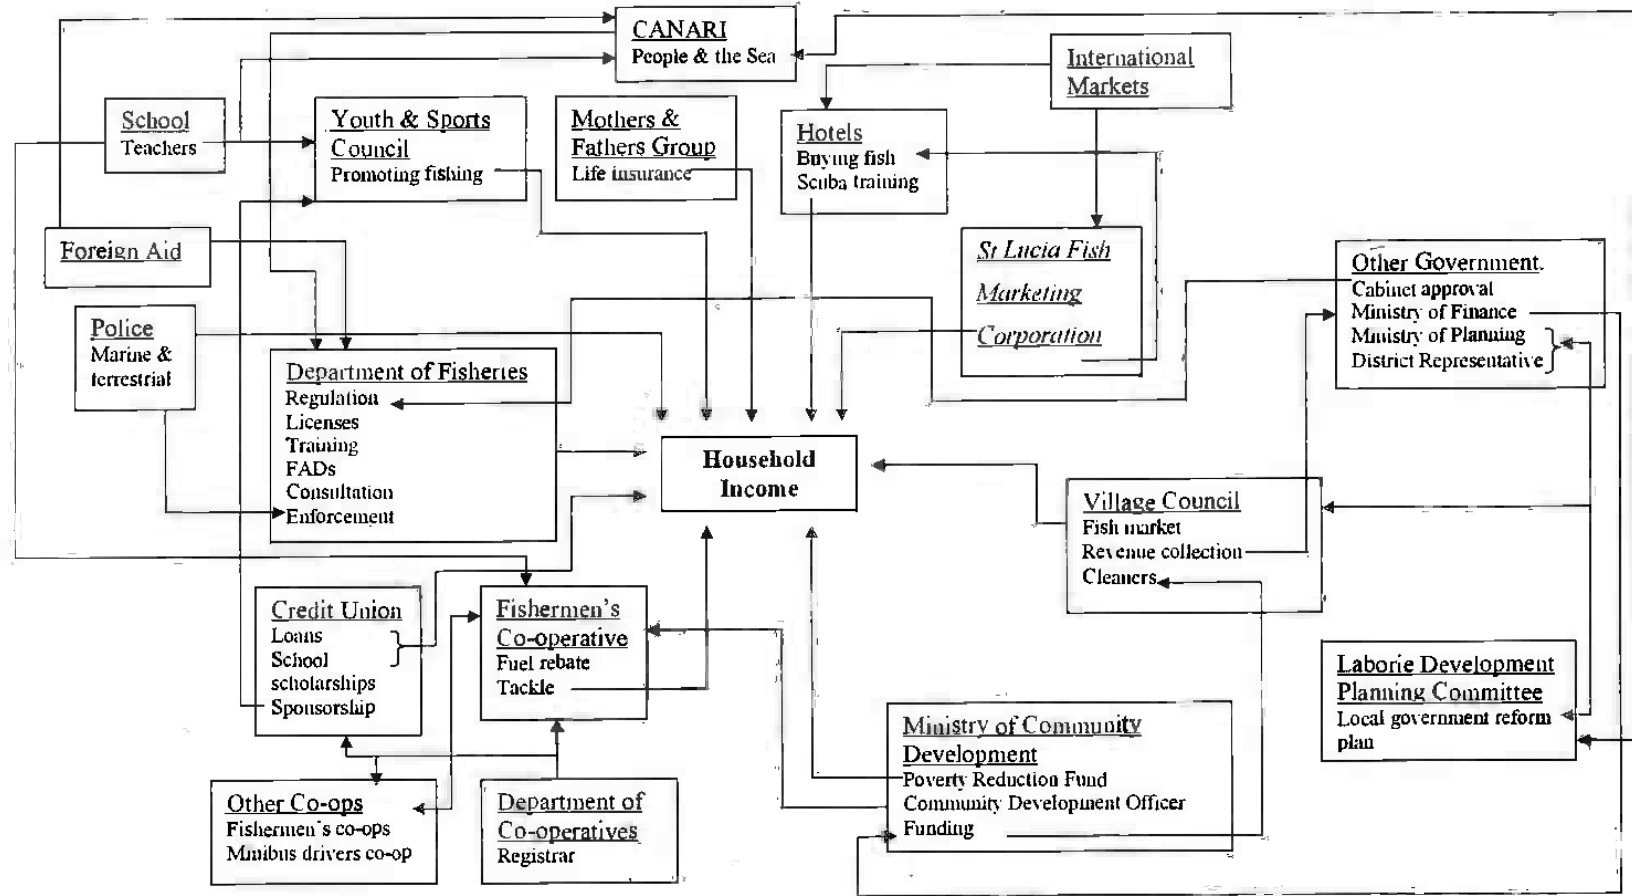 CANARI
People & the Sea
International
Markets
School
Teachers
Youth & Sports
Council
Promoting fishing
Mothers &
Fathers Group
Life insurance
Hotels
Buying fish
Scuba training
Foreign Aid
St Lucia Fish
Marketing
Corporation
Other Government.
Cabinet approval
Ministry of Finance
Ministry of Planning
District Representative
Police
Marine &
terrestrial
Department of Fisheries
Regulation
Licenses
Training
FADs
Consultation
Enforcement
Household
Income
Village Council
Fish market
Revenue collection
Cleaners
Credit Union
Loans
School
scholarships
Sponsorship
Fishermen's
Co-operative
Fuel rebate
Tackle
Laborie Development
Planning Committee
Local government reform
plan
Ministry of Community
Development
Poverty Reduction Fund
Community Development Officer
Funding
Other Co-ops
Fishermen's co-ops
Minibus drivers co-op
Department of
Co-operatives
Registrar